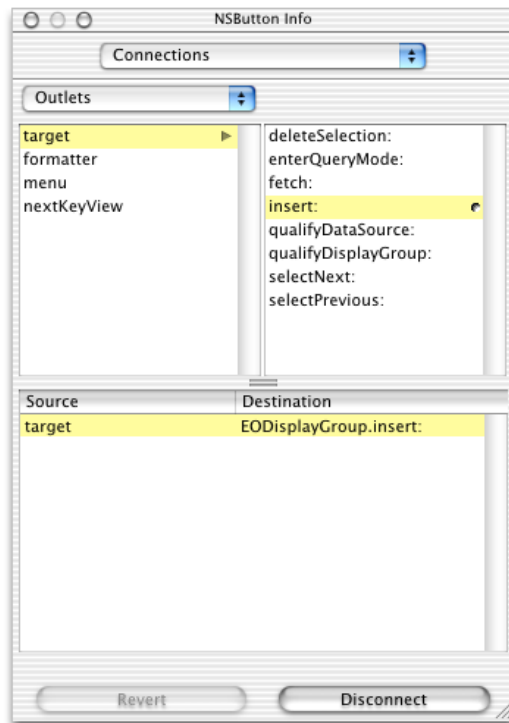 NSButton Info
Connections
Outlets
target
formatter
menu
nextKeyView
deleteSelection:
enterQueryMode:
fetch:
insert:
qualifyDataSource:
qualifyDisplayGroup:
selectNext:
selectPrevious:
Source Destination
target EODisplayGroup.insert:
Revert Disconnect